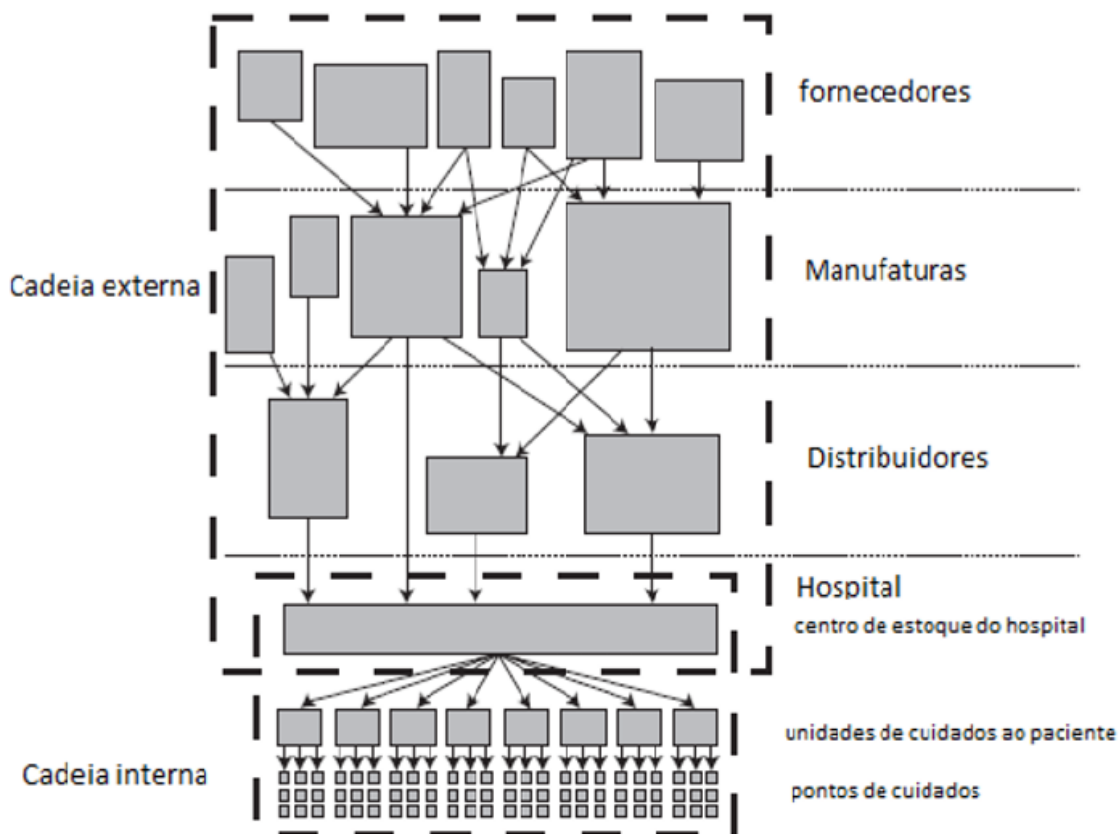 fornecedores
Cadeia externa
Manufaturas
Distribuidores
Hospital
centro de estoque do hospital
unidades de cuidados ao paciente
Cadeia interna
pontos de cuidados